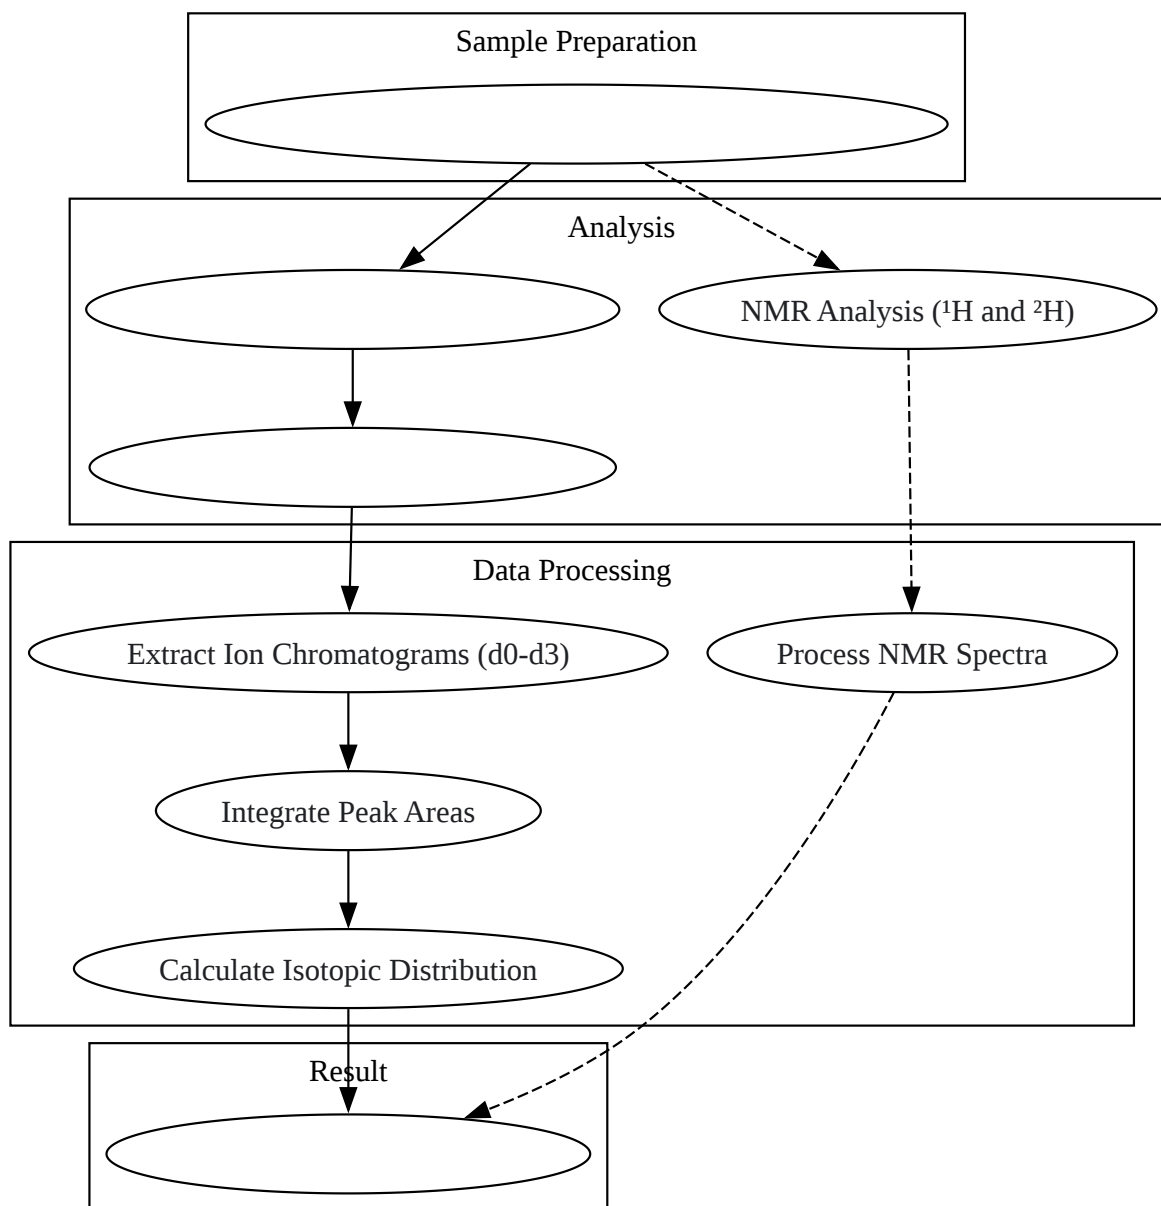 Sample Preparation
Analysis
NMR Analysis (¹H and ²H)
Data Processing
Extract Ion Chromatograms (d0-d3)
Process NMR Spectra
Integrate Peak Areas
Calculate Isotopic Distribution
Result